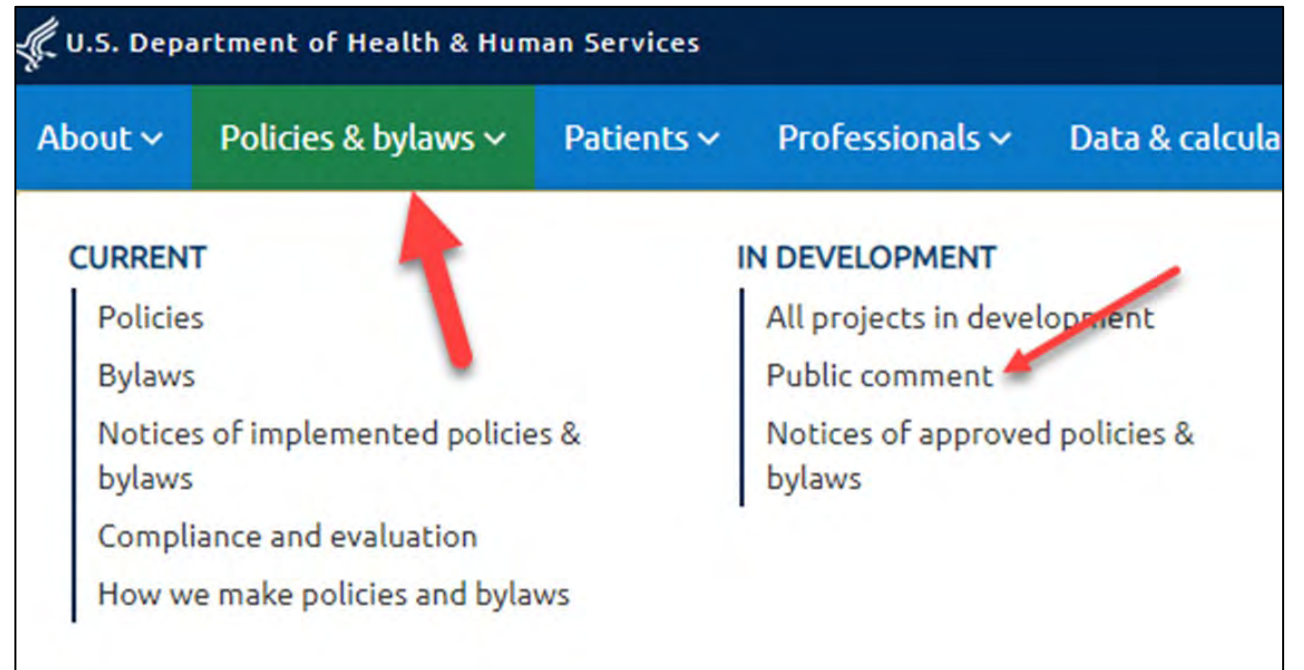 U.S. Department of Health & Human Services
About Policies & bylaws Patients Professionals Data & calcula
CURRENT
Policies
Bylaws
Notices of implemented policies &
bylaws
Compliance and evaluation
How we make policies and bylaws
IN DEVELOPMENT
All projects in development
Public comment
Notices of approved policies &
bylaws